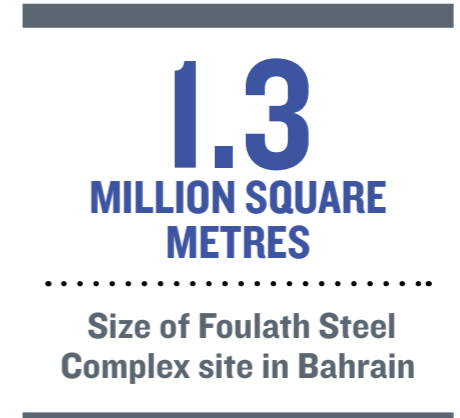 1.3
MILLION SQUARE
METRES
Size of Foulath Steel
Complex site in Bahrain